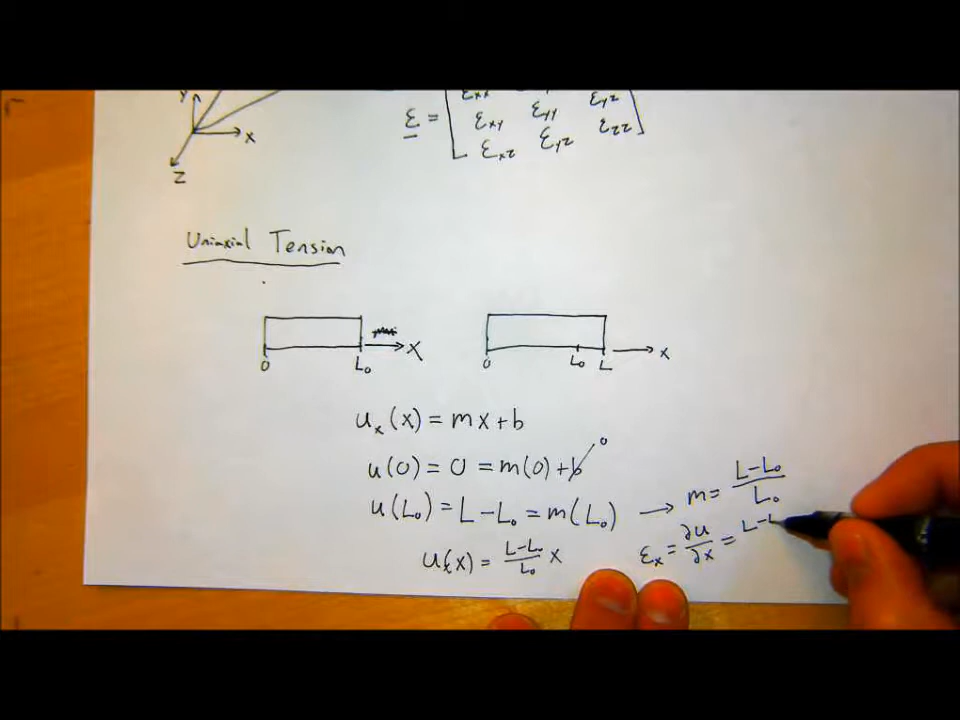 Y
X
Z
ε = [ εxx
εxy εyy εyz
εxz εyz εzz ]
Uniaxial Tension
0 L₀ X
0 L₀ L x
uₓ(x) = mx + b
u(0) = 0 = m(0) + b 0
u(L₀) = L - L₀ = m(L₀) → m = (L-L₀)/L₀
u(x) = (L-L₀)/L₀ x
εₓ = ∂u/∂x = L-L